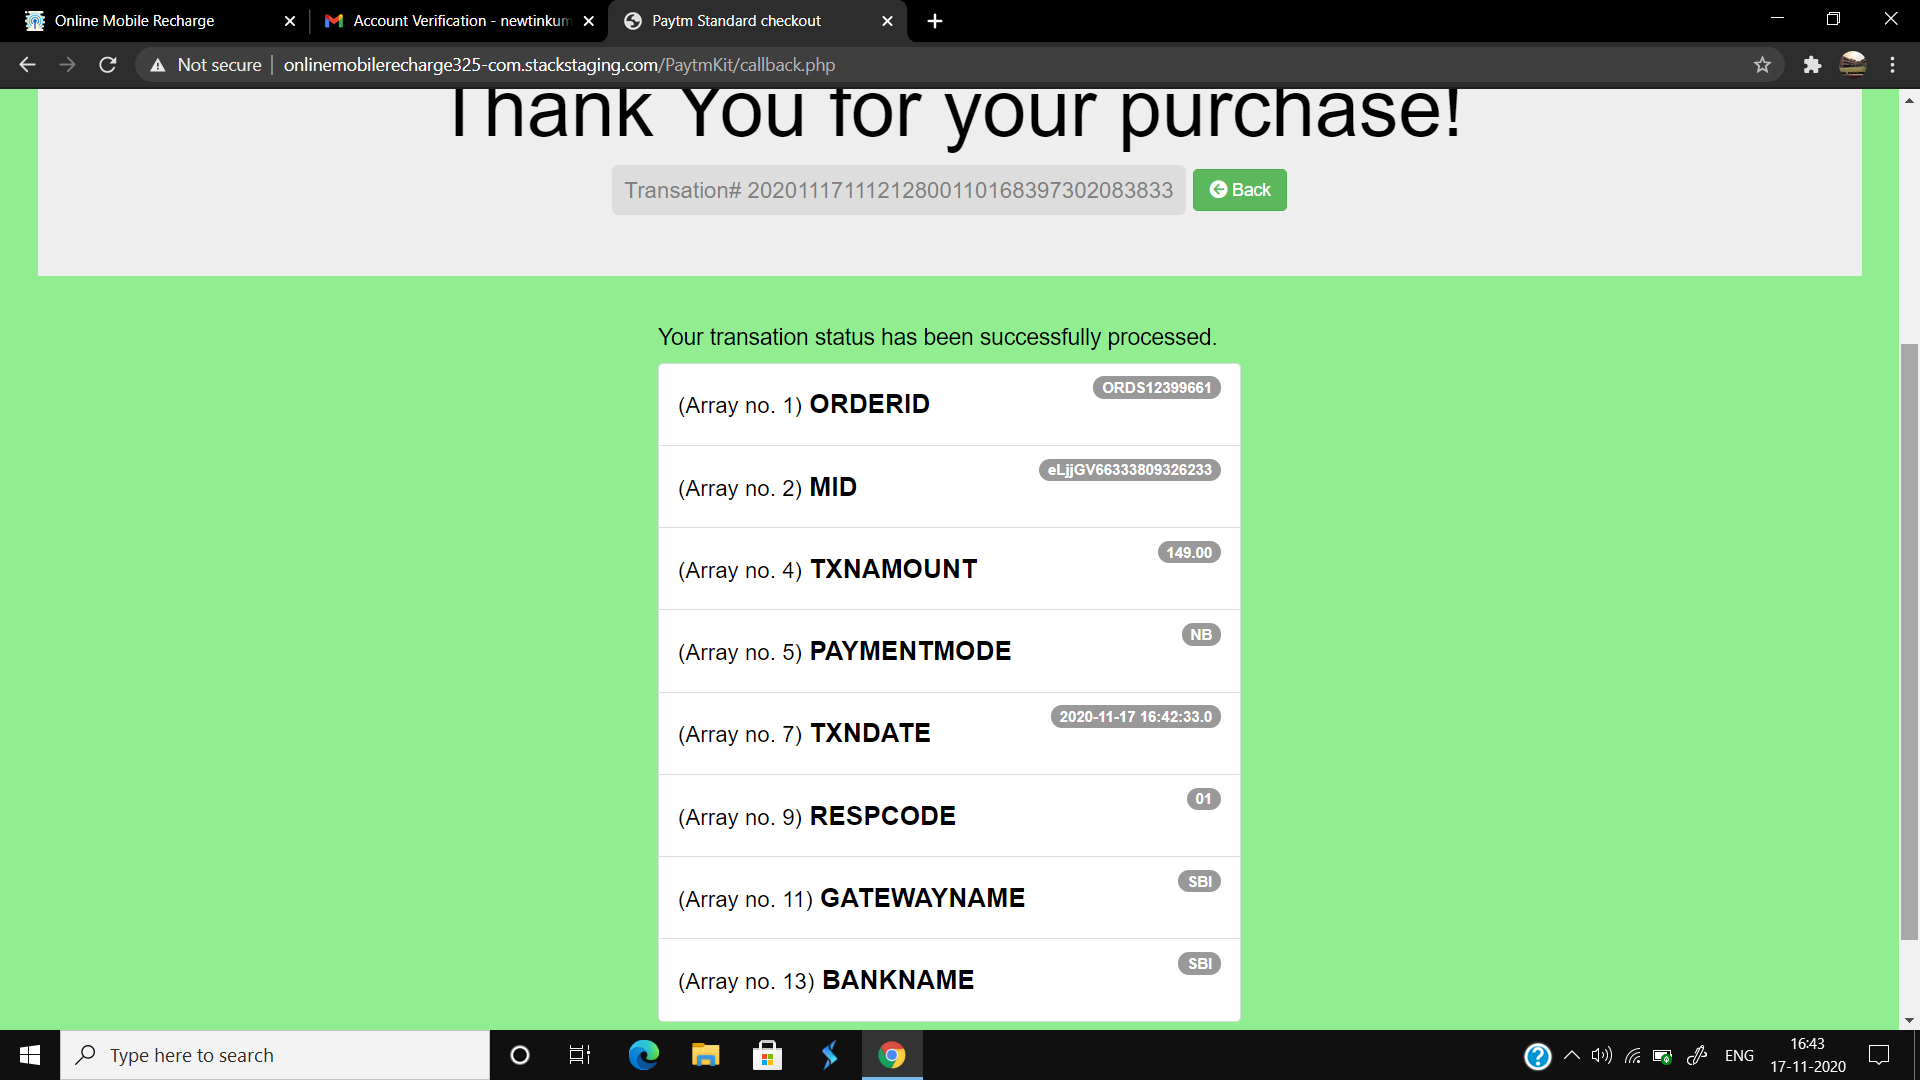 Online Mobile Recharge
Account Verification - newtinkum
Paytm Standard checkout
Not secure
onlinemobilerecharge325-com.stackstaging.com/PaytmKit/callback.php
Thank You for your purchase!
Transation# 20201117111212800110168397302083833
Back
Your transation status has been successfully processed.
(Array no. 1) ORDERID ORDS12399661
(Array no. 2) MID eLjjGV66333809326233
(Array no. 4) TXNAMOUNT 149.00
(Array no. 5) PAYMENTMODE NB
(Array no. 7) TXNDATE 2020-11-17 16:42:33.0
(Array no. 9) RESPCODE 01
(Array no. 11) GATEWAYNAME SBI
(Array no. 13) BANKNAME SBI
Type here to search
ENG
16:43
17-11-2020